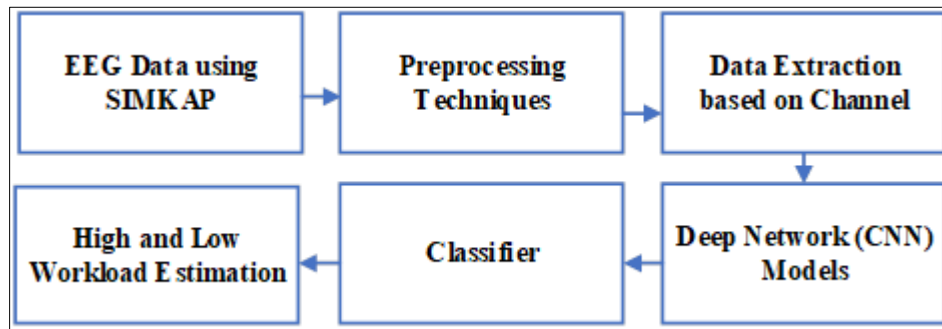 EEG Data using
SIMKAP
Preprocessing
Techniques
Data Extraction
based on Channel
High and Low
Workload Estimation
Classifier
Deep Network (CNN)
Models